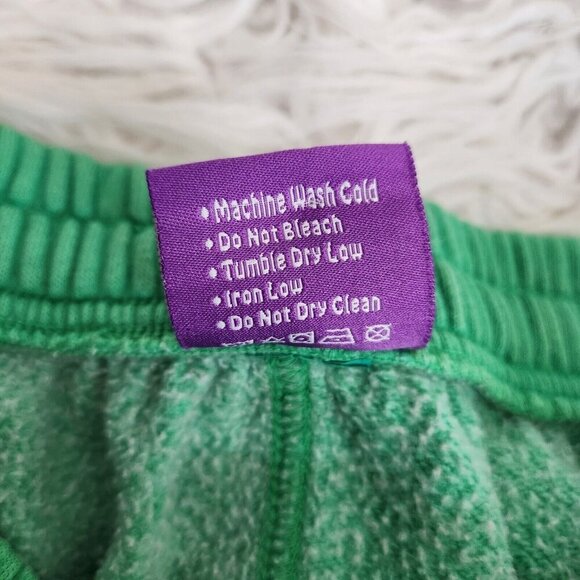 • Machine Wash Cold
• Do Not Bleach
• Tumble Dry Low
• Iron Low
• Do Not Dry Clean